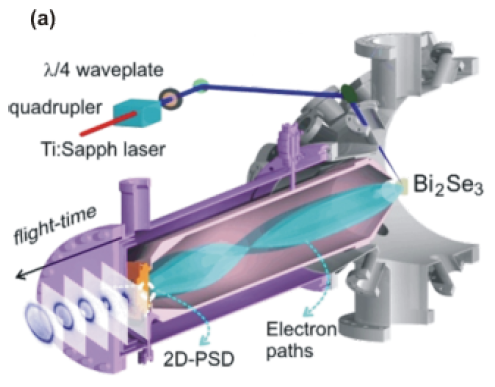 (a)
λ/4 waveplate
quadrupler
Ti:Sapph laser
Bi₂Se₃
flight-time
Electron
paths
2D-PSD